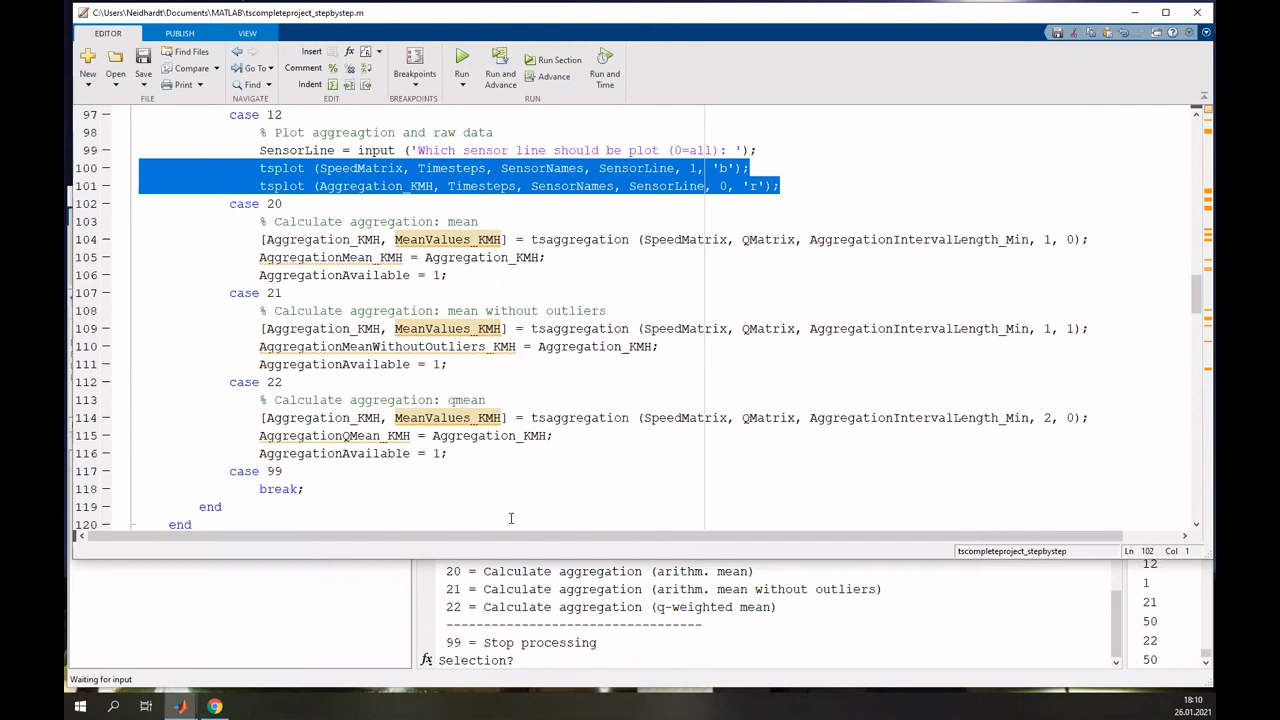 C:\Users\Neidhardt\Documents\MATLAB\tscompleteproject_stepbystep.m
EDITOR PUBLISH VIEW
New Open Save Find Files Compare Print
Go To Find
Insert fx
Comment %
Indent
Breakpoints
Run Run and Advance Run Section Advance Run and Time
FILE NAVIGATE EDIT BREAKPOINTS RUN
97 case 12
98 % Plot aggreagtion and raw data
99 SensorLine = input ('Which sensor line should be plot (0=all): ');
100 tsplot (SpeedMatrix, Timesteps, SensorNames, SensorLine, 1, 'b');
101 tsplot (Aggregation_KMH, Timesteps, SensorNames, SensorLine, 0, 'r');
102 case 20
103 % Calculate aggregation: mean
104 [Aggregation_KMH, MeanValues_KMH] = tsaggregation (SpeedMatrix, QMatrix, AggregationIntervalLength_Min, 1, 0);
105 AggregationMean_KMH = Aggregation_KMH;
106 AggregationAvailable = 1;
107 case 21
108 % Calculate aggregation: mean without outliers
109 [Aggregation_KMH, MeanValues_KMH] = tsaggregation (SpeedMatrix, QMatrix, AggregationIntervalLength_Min, 1, 1);
110 AggregationMeanWithoutOutliers_KMH = Aggregation_KMH;
111 AggregationAvailable = 1;
112 case 22
113 % Calculate aggregation: qmean
114 [Aggregation_KMH, MeanValues_KMH] = tsaggregation (SpeedMatrix, QMatrix, AggregationIntervalLength_Min, 2, 0);
115 AggregationQMean_KMH = Aggregation_KMH;
116 AggregationAvailable = 1;
117 case 99
118 break;
119 end
120 end
tscompleteproject_stepbystep Ln 102 Col 1
20 = Calculate aggregation (arithm. mean)
21 = Calculate aggregation (arithm. mean without outliers)
22 = Calculate aggregation (q-weighted mean)
---------------------------------
99 = Stop processing
fx Selection?
12
1
21
50
22
50
Waiting for input
18:10
26.01.2021